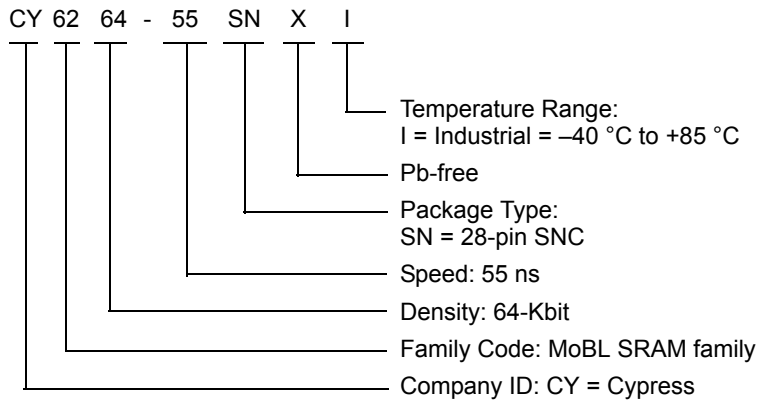 CY 62 64 - 55 SN X I
Temperature Range:
I = Industrial = –40 °C to +85 °C
Pb-free
Package Type:
SN = 28-pin SNC
Speed: 55 ns
Density: 64-Kbit
Family Code: MoBL SRAM family
Company ID: CY = Cypress